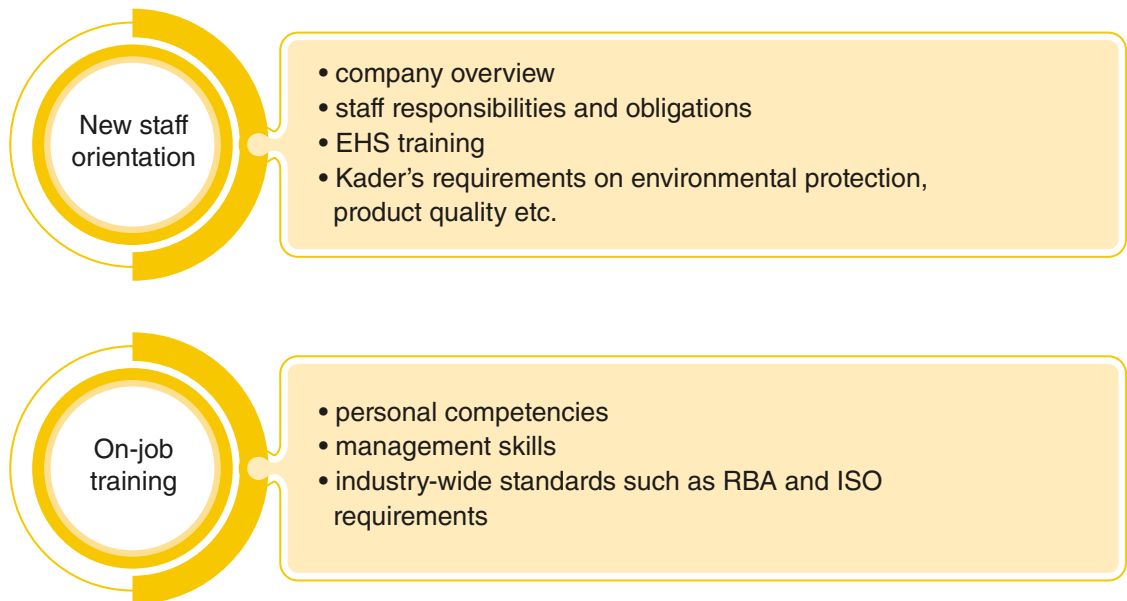 New staff
orientation
• company overview
• staff responsibilities and obligations
• EHS training
• Kader’s requirements on environmental protection,
product quality etc.
On-job
training
• personal competencies
• management skills
• industry-wide standards such as RBA and ISO
requirements